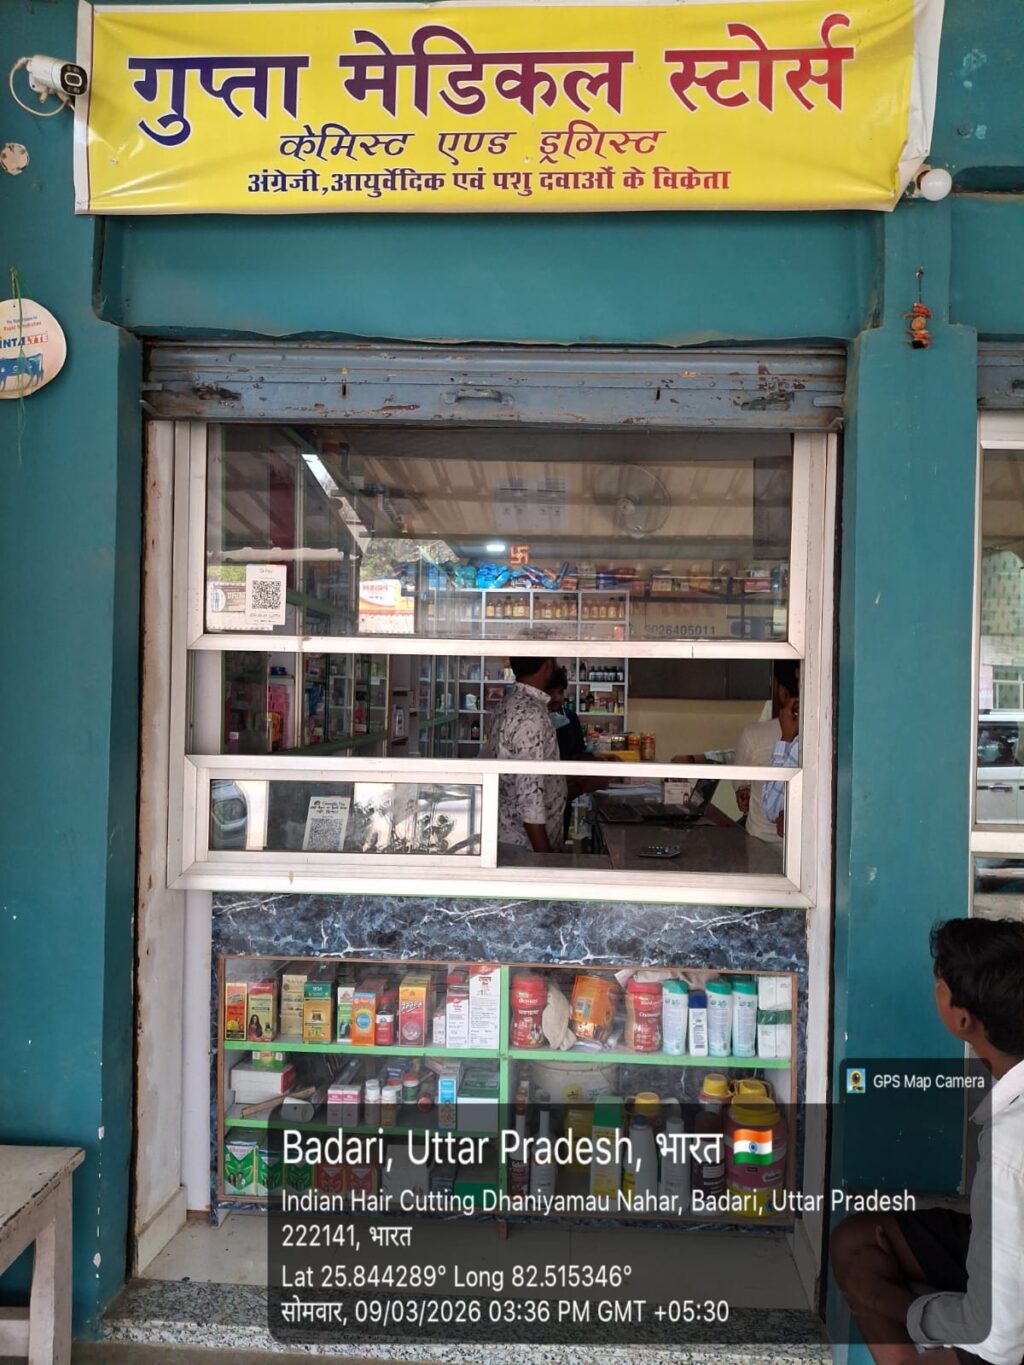 गुप्ता मेडिकल स्टोर्स
केमिस्ट एण्ड ड्रगिस्ट
अंग्रेजी,आयुर्वेदिक एवं पशु दवाओं के विक्रेता
9026405011
GPS Map Camera
Badari, Uttar Pradesh, भारत
Indian Hair Cutting Dhaniyamau Nahar, Badari, Uttar Pradesh
222141, भारत
Lat 25.844289° Long 82.515346°
सोमवार, 09/03/2026 03:36 PM GMT +05:30